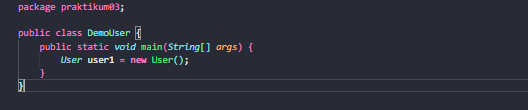 package praktikum03;
public class DemoUser {
public static void main(String[] args) {
User user1 = new User();
}
}